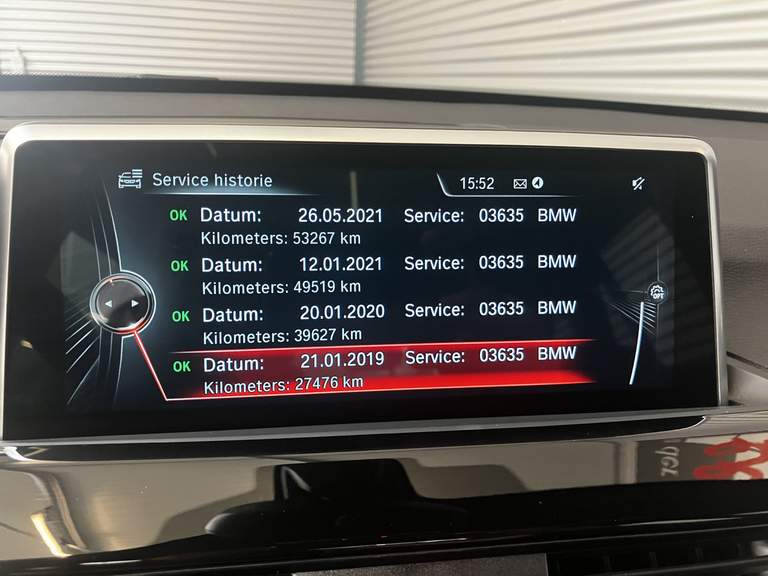 Service historie
15:52
OK Datum: 26.05.2021 Service: 03635 BMW
Kilometers: 53267 km
OK Datum: 12.01.2021 Service: 03635 BMW
Kilometers: 49519 km
OK Datum: 20.01.2020 Service: 03635 BMW
Kilometers: 39627 km
OK Datum: 21.01.2019 Service: 03635 BMW
Kilometers: 27476 km
OPT